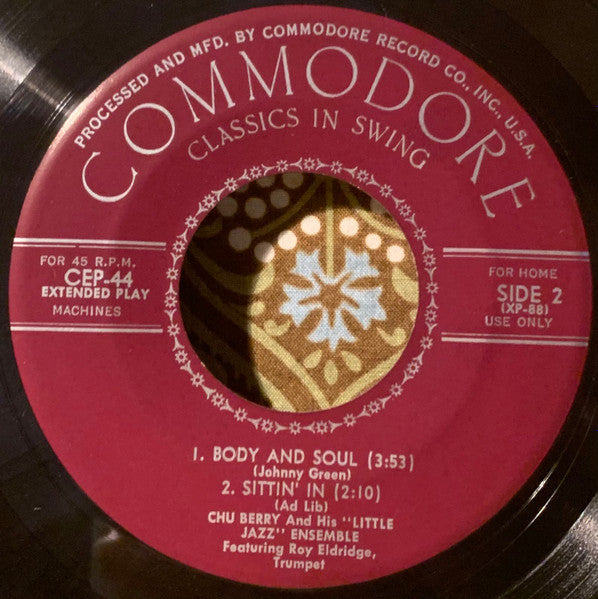 PROCESSED AND MFD. BY COMMODORE RECORD CO., INC., U.S.A.
COMMODORE
CLASSICS IN SWING
FOR 45 R.P.M.
CEP-44
EXTENDED PLAY
MACHINES
FOR HOME
SIDE 2
(XP-88)
USE ONLY
1. BODY AND SOUL (3:53)
(Johnny Green)
2. SITTIN' IN (2:10)
(Ad Lib)
CHU BERRY And His "LITTLE
JAZZ" ENSEMBLE
Featuring Roy Eldridge,
Trumpet